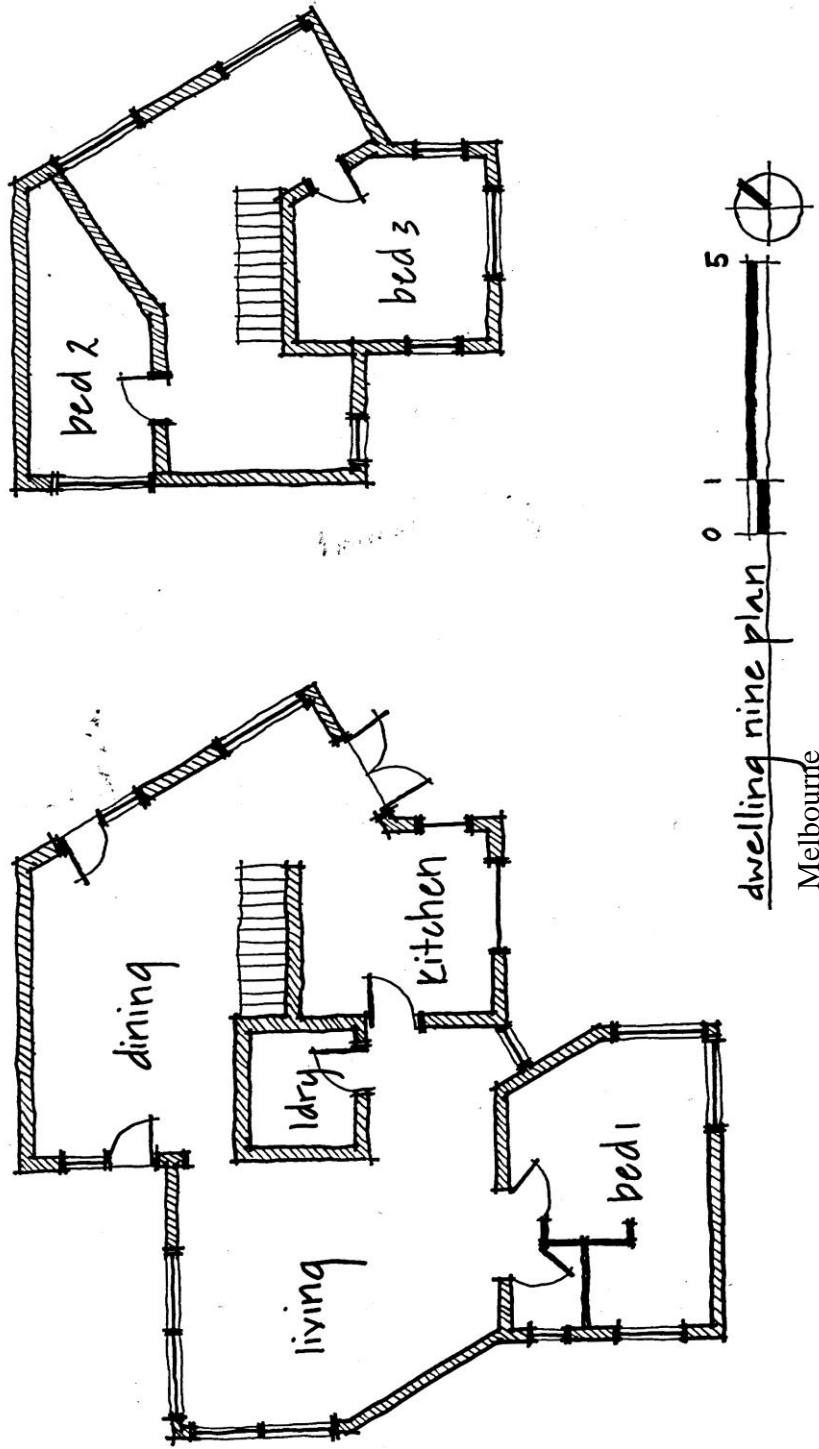 dining
living
ldry
kitchen
bed 1
bed 2
bed 3
dwelling nine plan
Melbourne
0 1 5